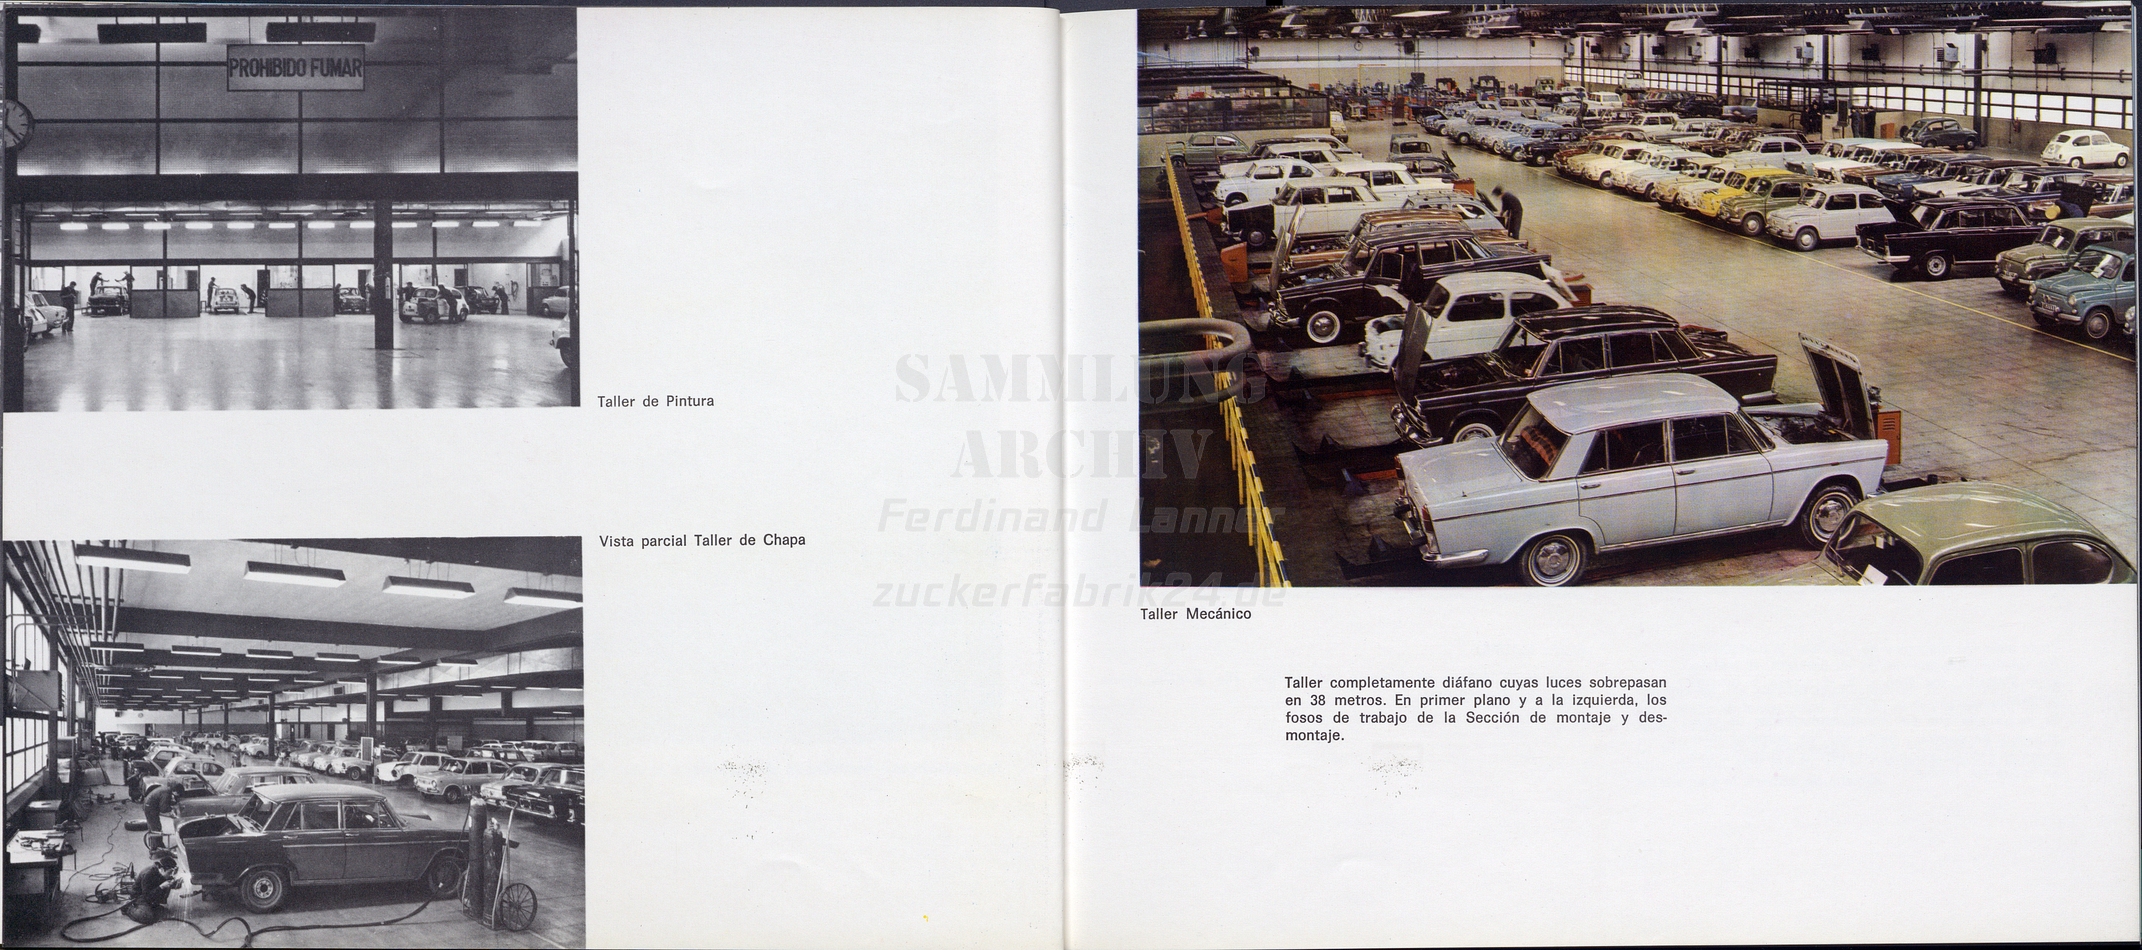 PROHIBIDO FUMAR
Taller de Pintura
Vista parcial Taller de Chapa
SAMMLUNG
ARCHIV
Ferdinand Lanner
zuckerfabrik24.de
Taller Mecánico
Taller completamente diáfano cuyas luces sobrepasan
en 38 metros. En primer plano y a la izquierda, los
fosos de trabajo de la Sección de montaje y des-
montaje.